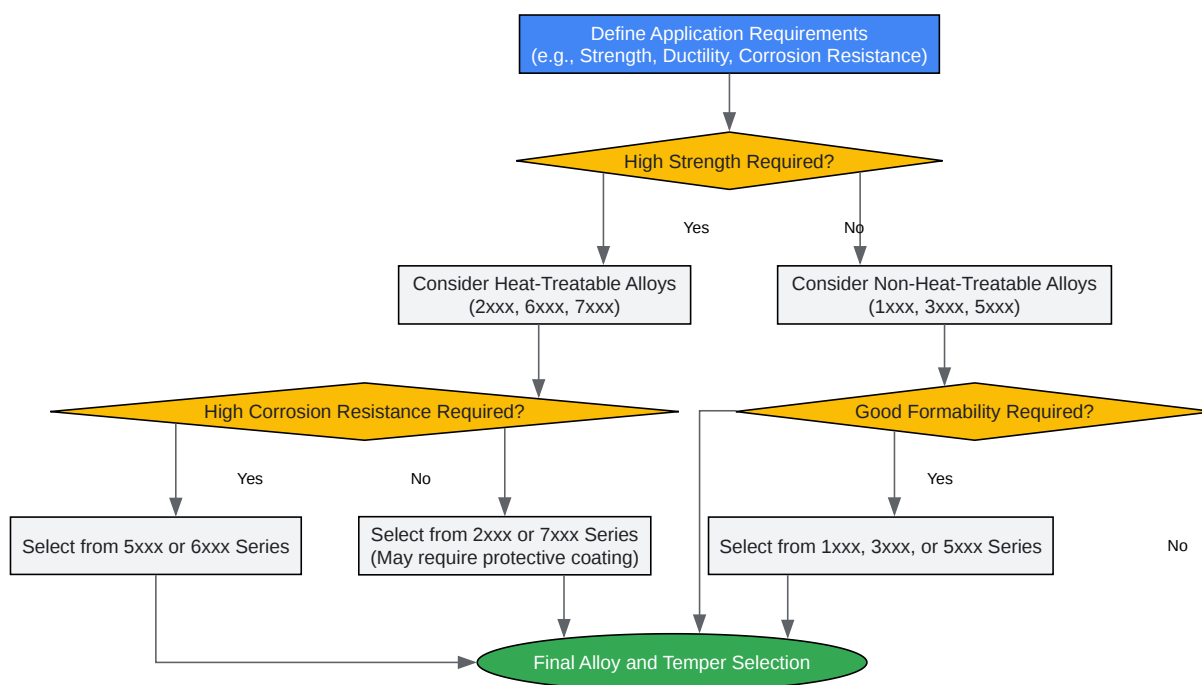 Define Application Requirements
(e.g., Strength, Ductility, Corrosion Resistance)
High Strength Required?
Yes
No
Consider Heat-Treatable Alloys
(2xxx, 6xxx, 7xxx)
Consider Non-Heat-Treatable Alloys
(1xxx, 3xxx, 5xxx)
High Corrosion Resistance Required?
Good Formability Required?
Yes
No
Yes
Select from 5xxx or 6xxx Series
Select from 2xxx or 7xxx Series
(May require protective coating)
Select from 1xxx, 3xxx, or 5xxx Series
No
Final Alloy and Temper Selection